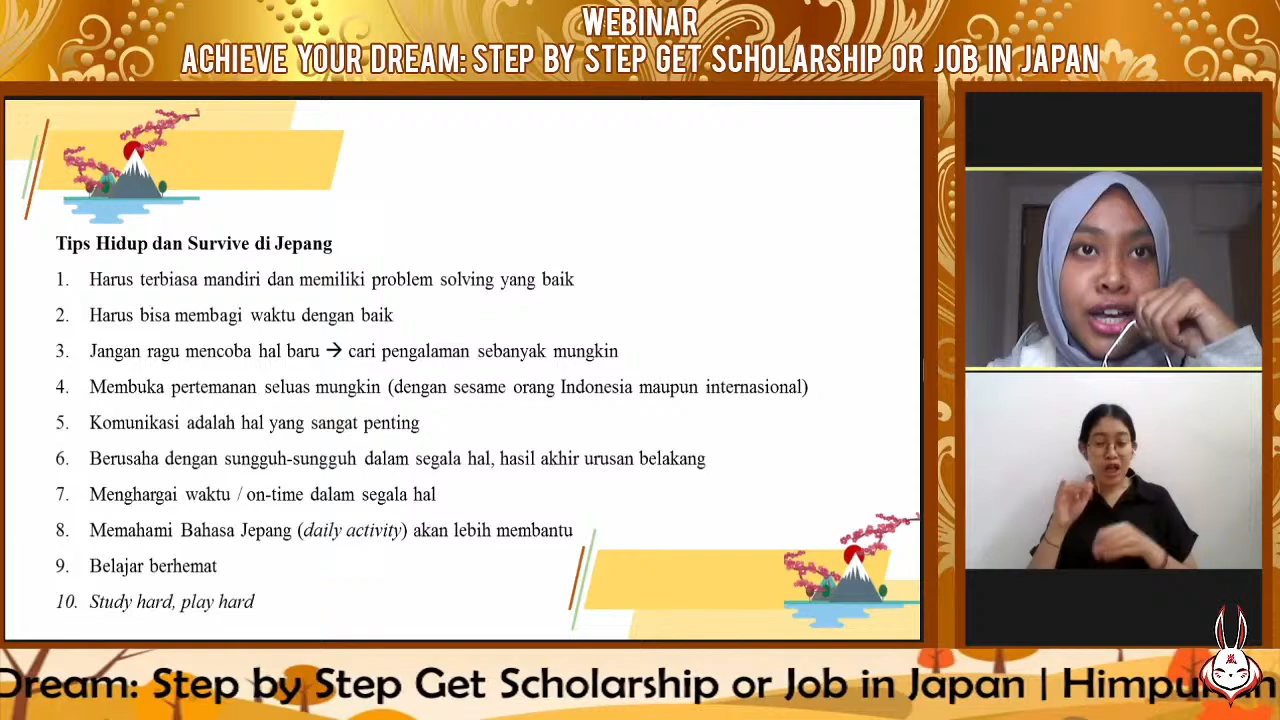 WEBINAR
ACHIEVE YOUR DREAM: STEP BY STEP GET SCHOLARSHIP OR JOB IN JAPAN
Tips Hidup dan Survive di Jepang
1. Harus terbiasa mandiri dan memiliki problem solving yang baik
2. Harus bisa membagi waktu dengan baik
3. Jangan ragu mencoba hal baru → cari pengalaman sebanyak mungkin
4. Membuka pertemanan seluas mungkin (dengan sesame orang Indonesia maupun internasional)
5. Komunikasi adalah hal yang sangat penting
6. Berusaha dengan sungguh-sungguh dalam segala hal, hasil akhir urusan belakang
7. Menghargai waktu / on-time dalam segala hal
8. Memahami Bahasa Jepang (daily activity) akan lebih membantu
9. Belajar berhemat
10. Study hard, play hard
Dream: Step by Step Get Scholarship or Job in Japan |